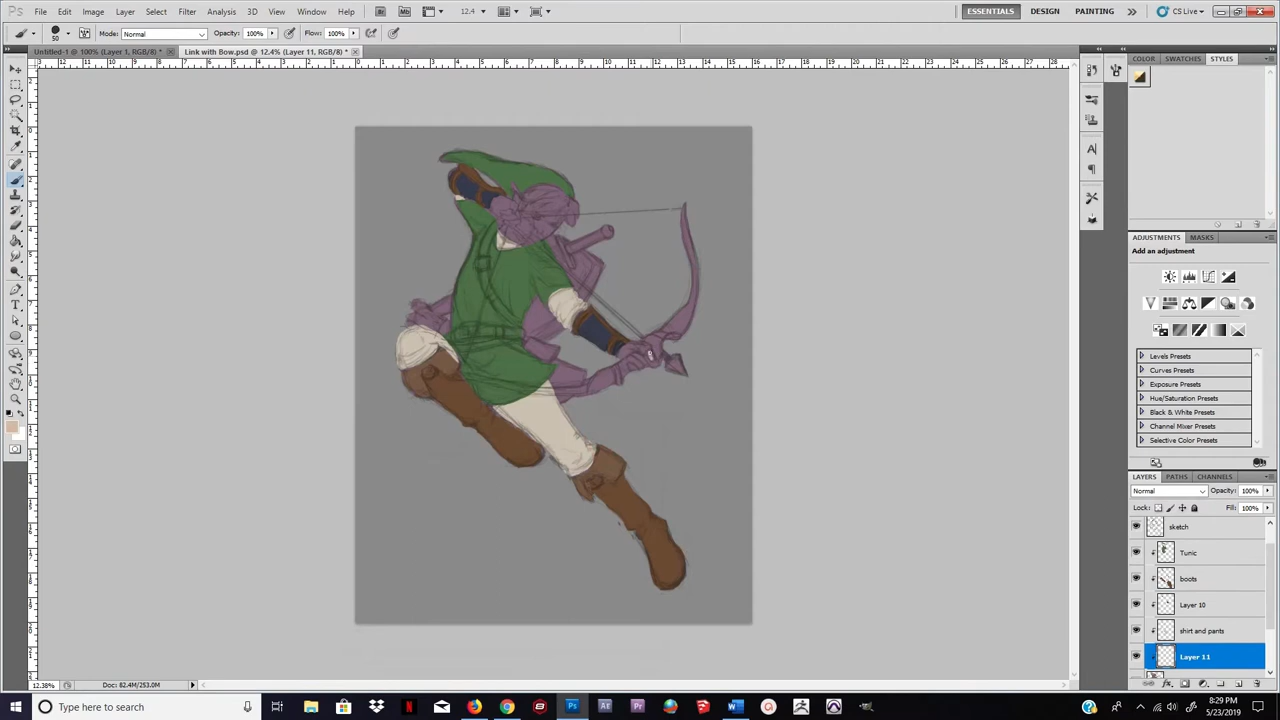 Ps File Edit Image Layer Select Filter Analysis 3D View Window Help Br Mb 12.4 ESSENTIALS DESIGN PAINTING CS Live
50 Mode: Normal Opacity: 100% Flow: 100%
Untitled-1 @ 100% (Layer 1, RGB/8) * Link with Bow.psd @ 12.4% (Layer 11, RGB/8) *
COLOR SWATCHES STYLES
ADJUSTMENTS MASKS
Add an adjustment
Levels Presets
Curves Presets
Exposure Presets
Hue/Saturation Presets
Black & White Presets
Channel Mixer Presets
Selective Color Presets
LAYERS PATHS CHANNELS
Normal Opacity: 100%
Lock: Fill: 100%
sketch
Tunic
boots
Layer 10
shirt and pants
Layer 11
12.38% Doc: 82.4M/253.0M
Type here to search
8:29 PM
5/23/2019